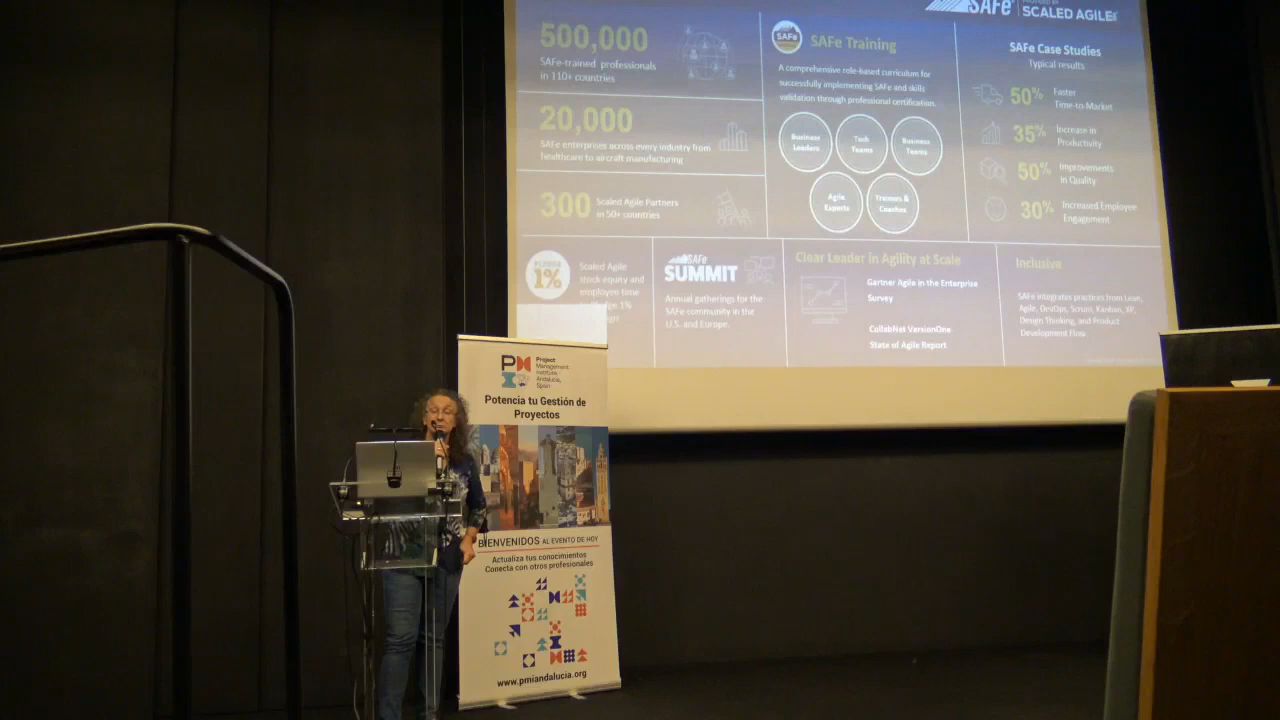 SAFe®
PROVIDED BY
SCALED AGILE
500,000
SAFe-trained professionals
in 110+ countries
20,000
SAFe enterprises across every industry from
healthcare to aircraft manufacturing
300
Scaled Agile Partners
in 50+ countries
SAFe
SAFe Training
A comprehensive role-based curriculum for
successfully implementing SAFe and skills
validation through professional certification.
Business
Leaders
Tech
Teams
Business
Teams
Agile
Experts
Trainers &
Coaches
SAFe Case Studies
Typical results
50%
Faster
Time-to-Market
35%
Increase in
Productivity
50%
Improvements
in Quality
30%
Increased Employee
Engagement
PLEDGE
1%
Scaled Agile
stock equity and
employee time
1%
SAFe
SUMMIT
Annual gatherings for the
SAFe community in the
U.S. and Europe.
Clear Leader in Agility at Scale
Gartner Agile in the Enterprise
Survey
CollabNet VersionOne
State of Agile Report
Inclusive
SAFe integrates practices from Lean,
Agile, DevOps, Scrum, Kanban, XP,
Design Thinking, and Product
Development Flow.
PM
Project
Management
Institute
Andalucia,
Spain
Potencia tu Gestión de
Proyectos
BIENVENIDOS AL EVENTO DE HOY
Actualiza tus conocimientos
Conecta con otros profesionales
www.pmiandalucia.org